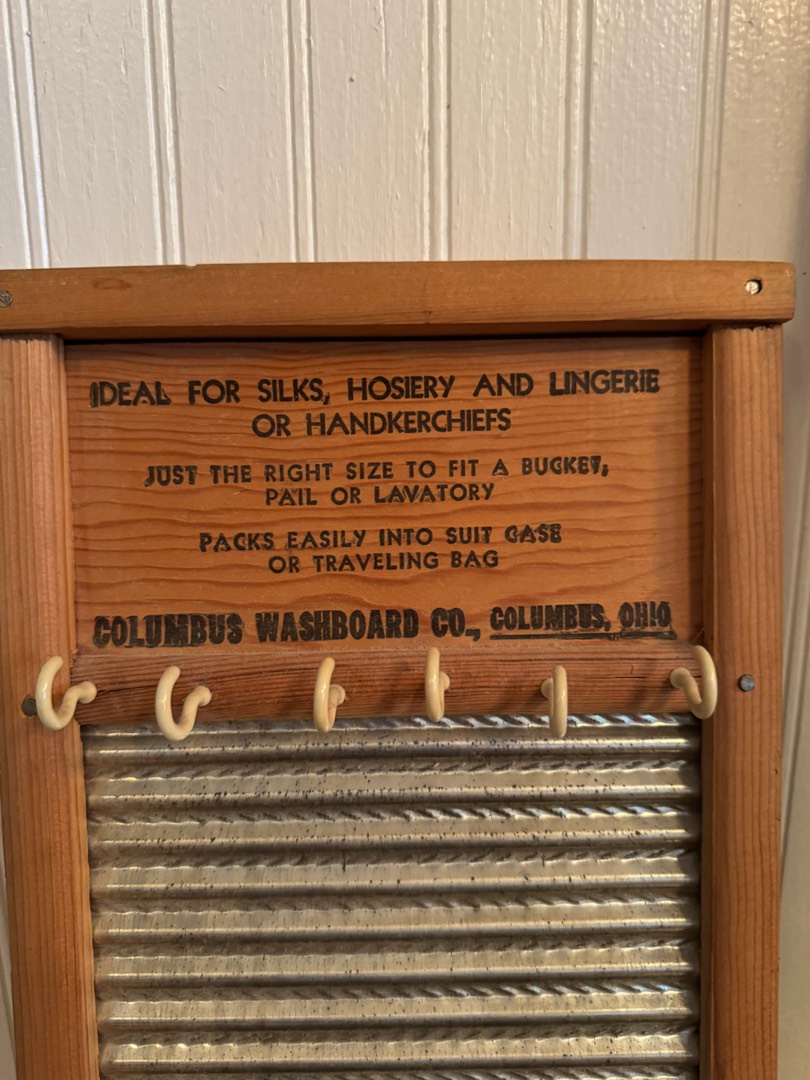 IDEAL FOR SILKS, HOSIERY AND LINGERIE
OR HANDKERCHIEFS
JUST THE RIGHT SIZE TO FIT A BUCKET,
PAIL OR LAVATORY
PACKS EASILY INTO SUIT CASE
OR TRAVELING BAG
COLUMBUS WASHBOARD CO., COLUMBUS, OHIO